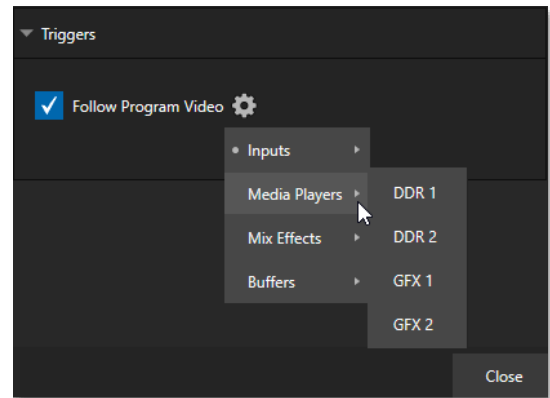 Triggers
Follow Program Video
Inputs
Media Players
DDR 1
Mix Effects
DDR 2
Buffers
GFX 1
GFX 2
Close